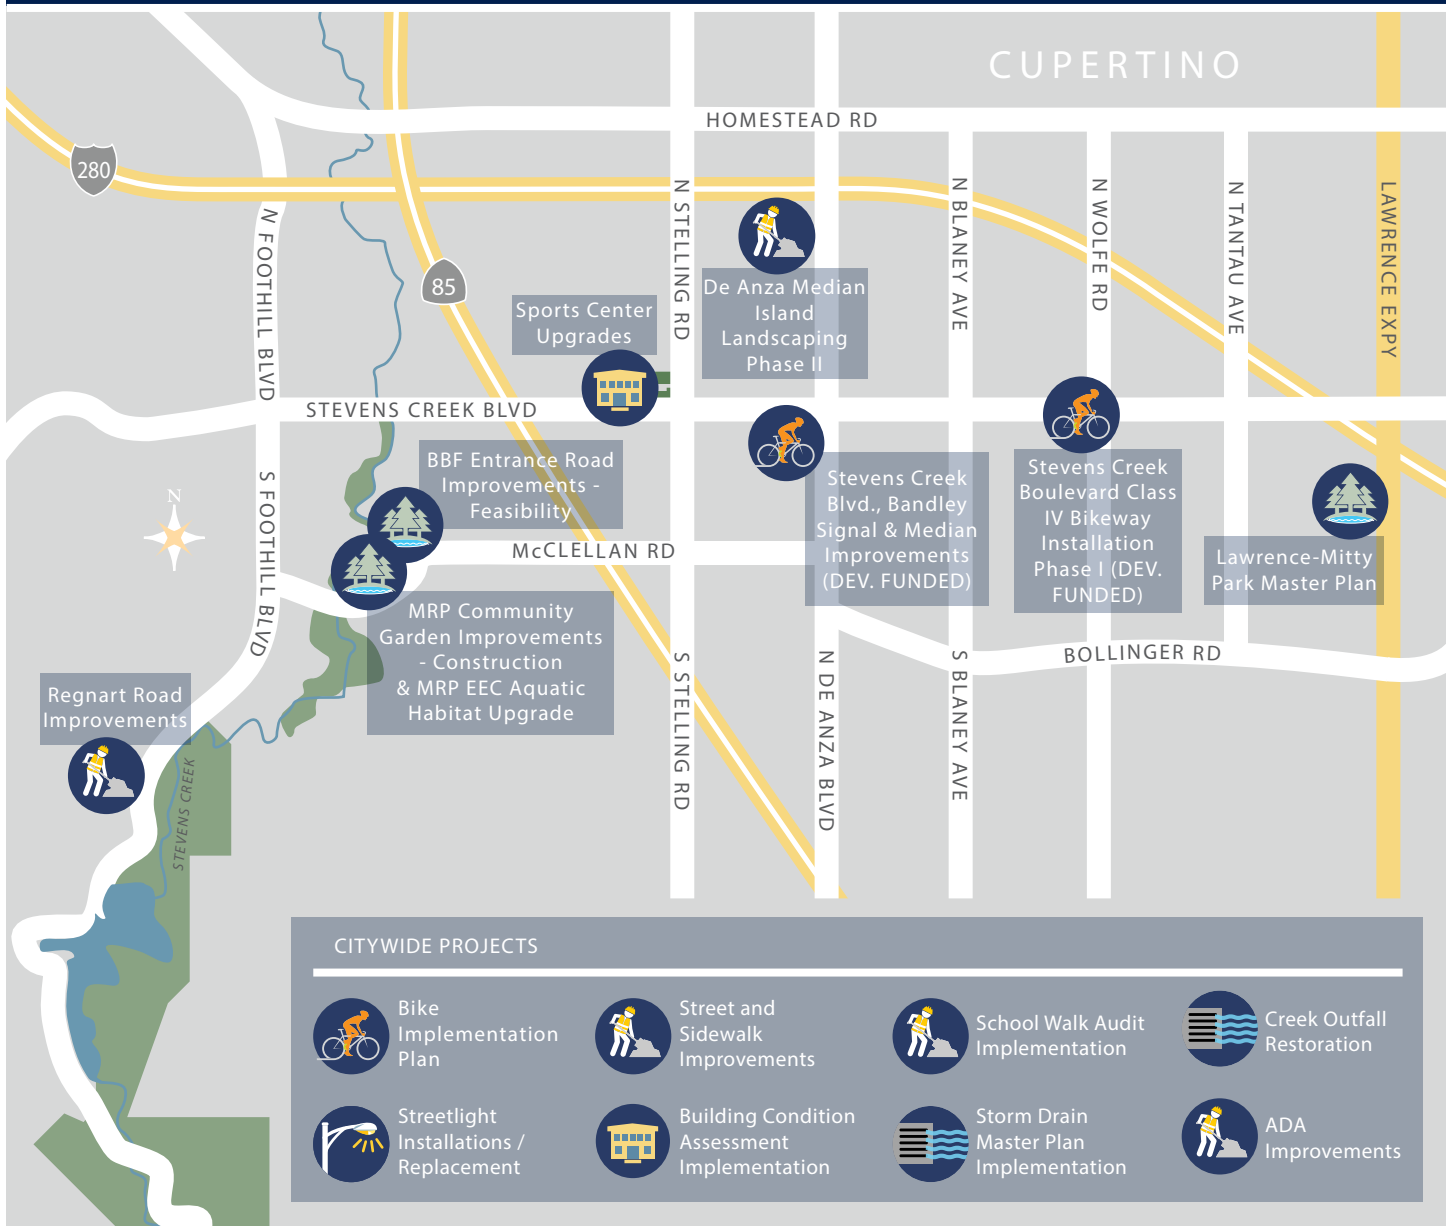 CUPERTINO
HOMESTEAD RD
280
N FOOTHILL BLVD
85
N STELLING RD
N BLANEY AVE
N WOLFE RD
N TANTAU AVE
LAWRENCE EXPY
De Anza Median
Island
Landscaping
Phase II
Sports Center
Upgrades
STEVENS CREEK BLVD
BBF Entrance Road
Improvements -
Feasibility
Stevens Creek
Blvd., Bandley
Signal & Median
Improvements
(DEV. FUNDED)
Stevens Creek
Boulevard Class
IV Bikeway
Installation
Phase I (DEV.
FUNDED)
Lawrence-Mitty
Park Master Plan
N
S FOOTHILL BLVD
McCLELLAN RD
MRP Community
Garden Improvements
- Construction
& MRP EEC Aquatic
Habitat Upgrade
BOLLINGER RD
S STELLING RD
N DE ANZA BLVD
S BLANEY AVE
Regnart Road
Improvements
STEVENS CREEK
CITYWIDE PROJECTS
Bike
Implementation
Plan
Street and
Sidewalk
Improvements
School Walk Audit
Implementation
Creek Outfall
Restoration
Streetlight
Installations /
Replacement
Building Condition
Assessment
Implementation
Storm Drain
Master Plan
Implementation
ADA
Improvements